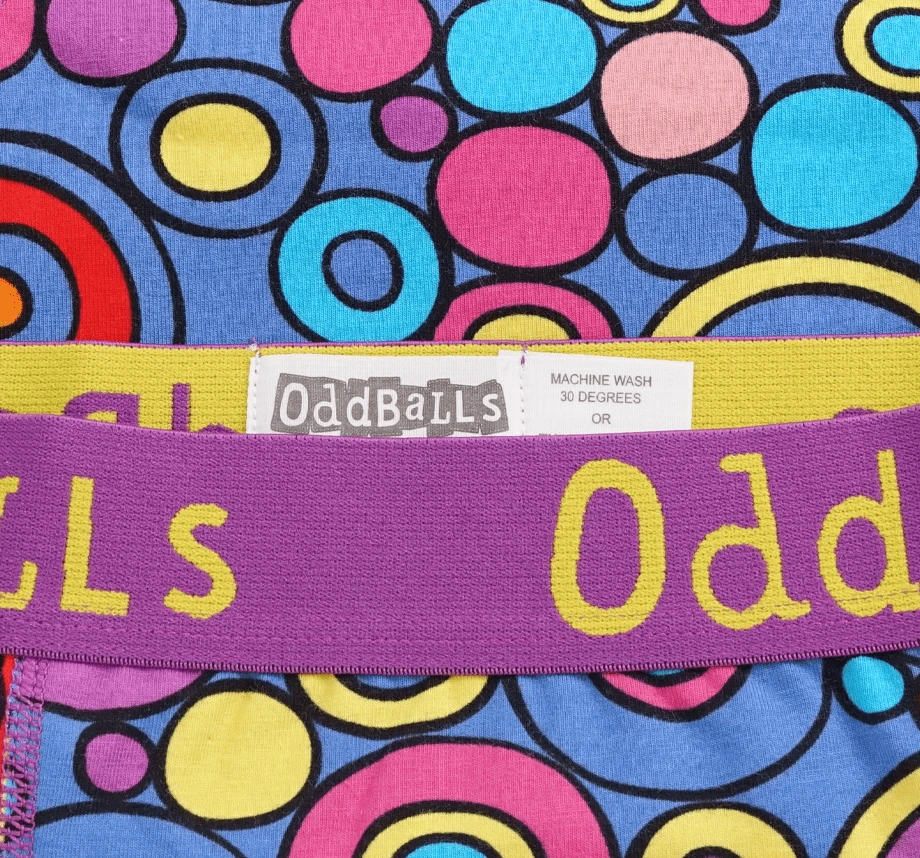 OddBaLLs
MACHINE WASH
30 DEGREES
OR
LLs Odd